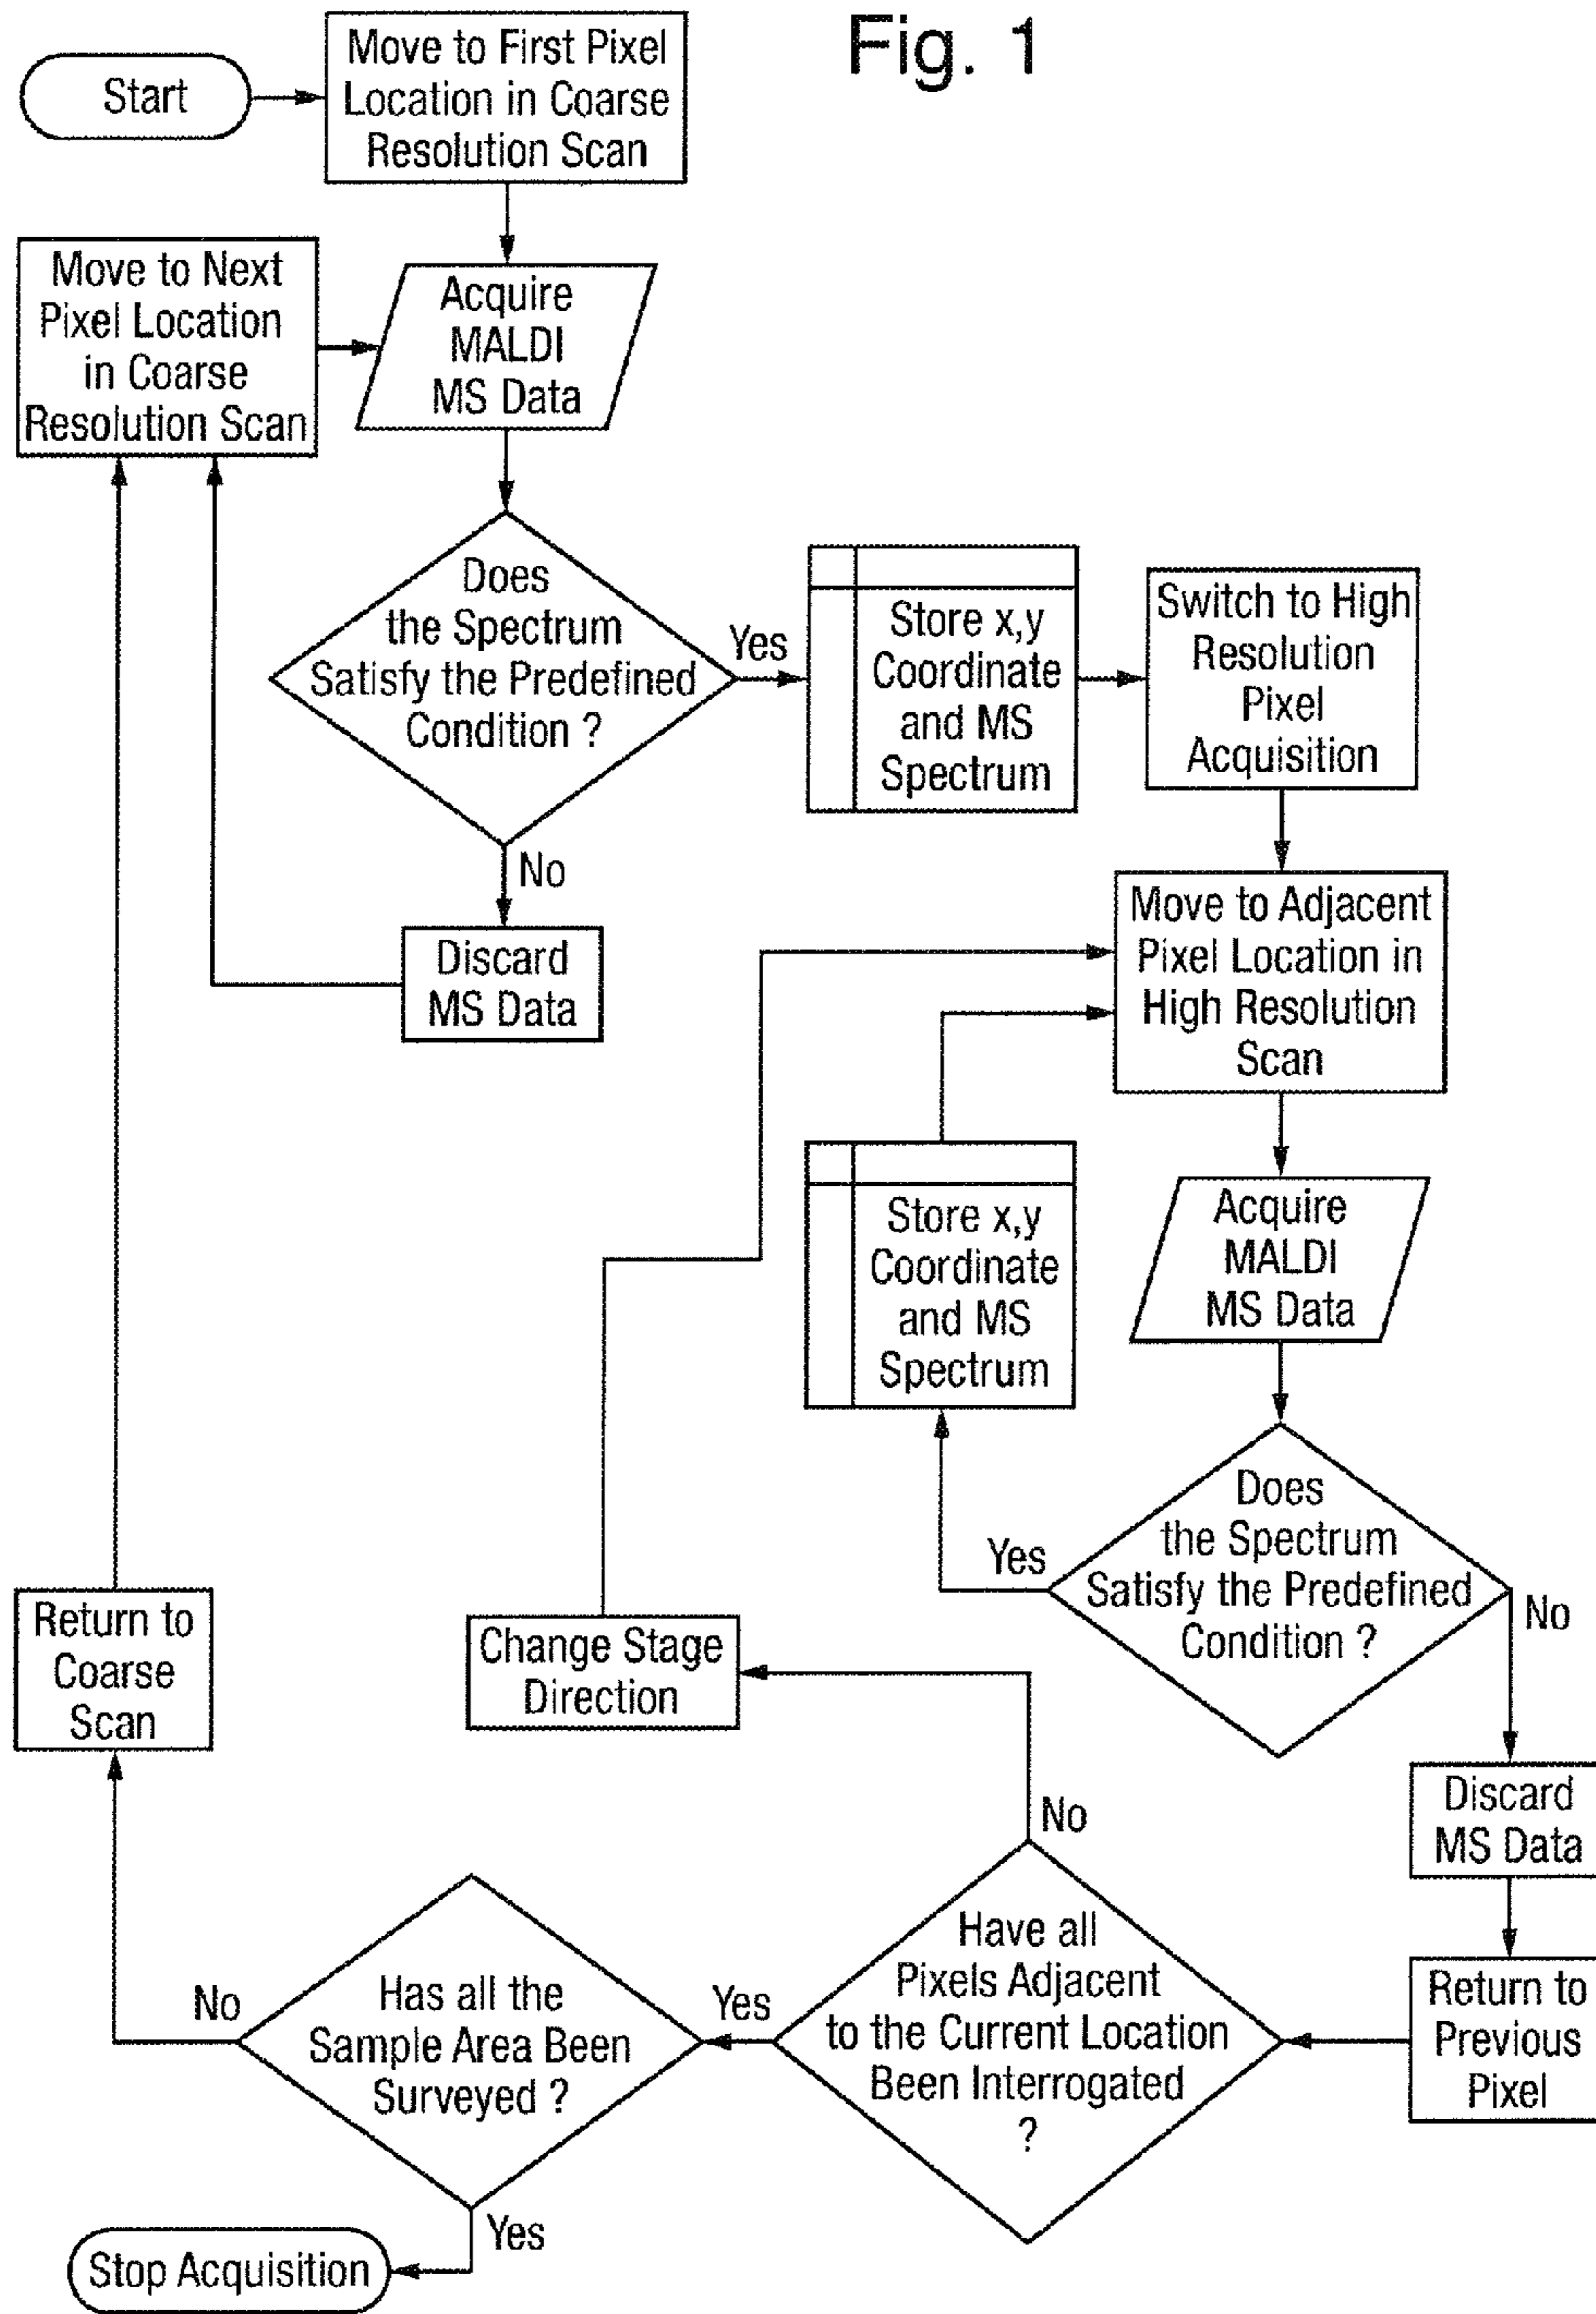 Fig. 1
Start
Move to First Pixel
Location in Coarse
Resolution Scan
Move to Next
Pixel Location
in Coarse
Resolution Scan
Acquire
MALDI
MS Data
Does
the Spectrum
Satisfy the Predefined
Condition ?
Yes
No
Store x,y
Coordinate
and MS
Spectrum
Switch to High
Resolution
Pixel
Acquisition
Discard
MS Data
Move to Adjacent
Pixel Location in
High Resolution
Scan
Store x,y
Coordinate
and MS
Spectrum
Acquire
MALDI
MS Data
Does
the Spectrum
Satisfy the Predefined
Condition ?
Yes
No
Return to
Coarse
Scan
Change Stage
Direction
Discard
MS Data
No
Have all
Pixels Adjacent
to the Current Location
Been Interrogated
?
Yes
Return to
Previous
Pixel
Has all the
Sample Area Been
Surveyed ?
No
Yes
Stop Acquisition